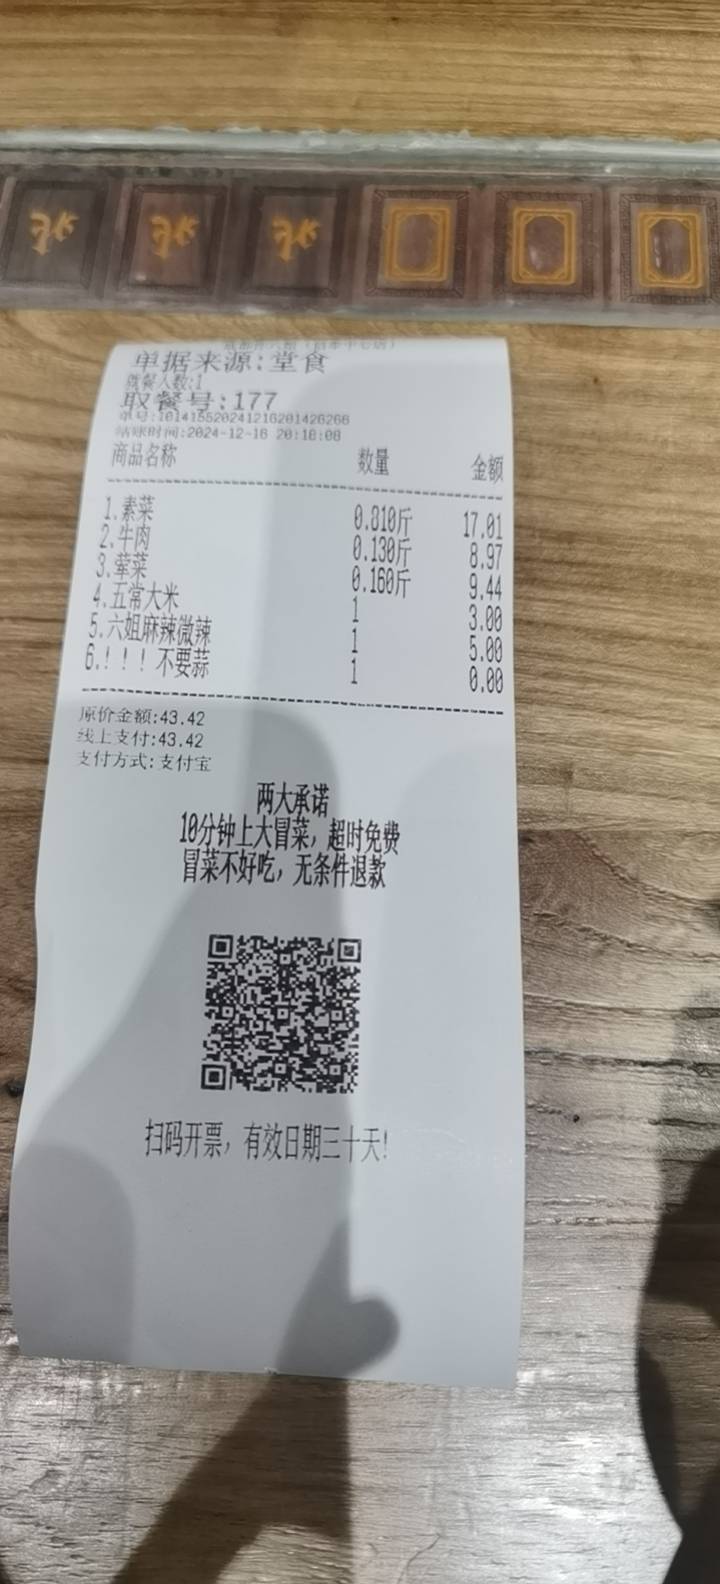 单据来源:堂食
就餐人数:1
取餐号:177
单号:101415520241216201426266
结账时间:2024-12-16 20:16:08
商品名称 数量 金额
1.素菜 0.810斤 17.01
2.牛肉 0.130斤 8.97
3.荤菜 0.160斤 9.44
4.五常大米 1 3.00
5.六姐麻辣微辣 1 5.00
6.！！！不要蒜 1 0.00
原价金额:43.42
线上支付:43.42
支付方式:支付宝
两大承诺
10分钟上大冒菜，超时免费
冒菜不好吃，无条件退款
扫码开票，有效日期三十天!